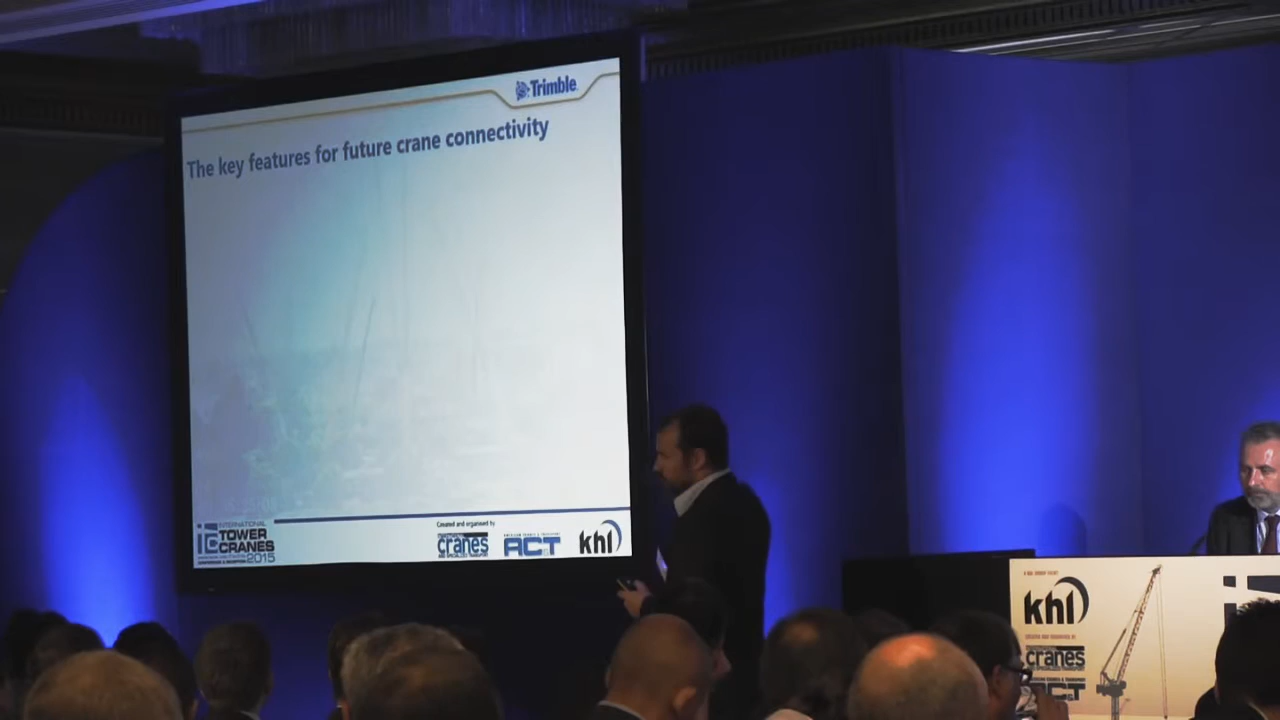 Trimble
The key features for future crane connectivity
INTERNATIONAL
TOWER
CRANES
2015
Created and organised by
cranes
ACT
khl
khl
cranes
ACT